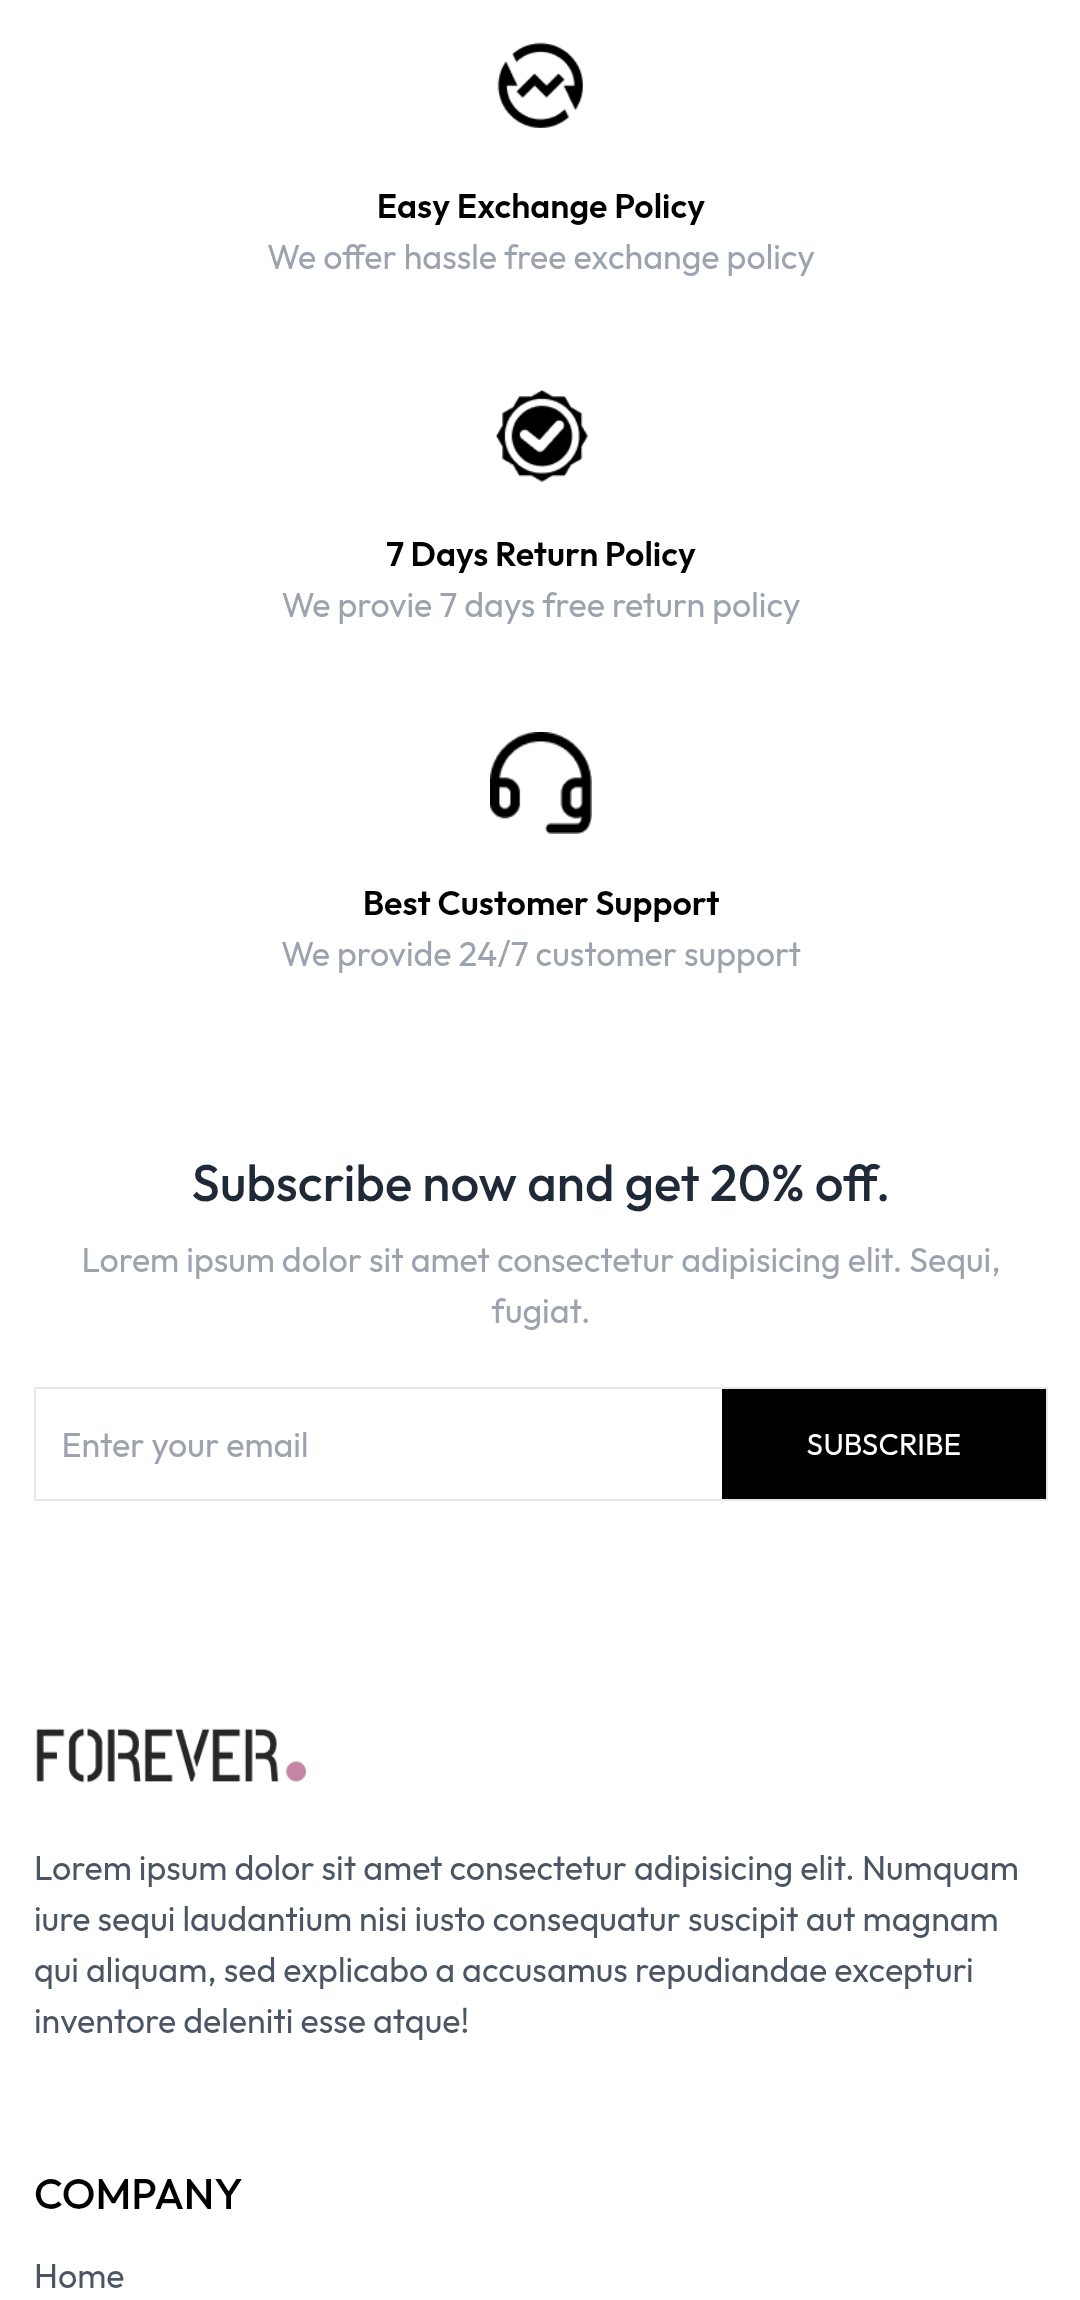 Easy Exchange Policy
We offer hassle free exchange policy
7 Days Return Policy
We provie 7 days free return policy
Best Customer Support
We provide 24/7 customer support
Subscribe now and get 20% off.
Lorem ipsum dolor sit amet consectetur adipisicing elit. Sequi,
fugiat.
Enter your email
SUBSCRIBE
FOREVER.
Lorem ipsum dolor sit amet consectetur adipisicing elit. Numquam
iure sequi laudantium nisi iusto consequatur suscipit aut magnam
qui aliquam, sed explicabo a accusamus repudiandae excepturi
inventore deleniti esse atque!
COMPANY
Home